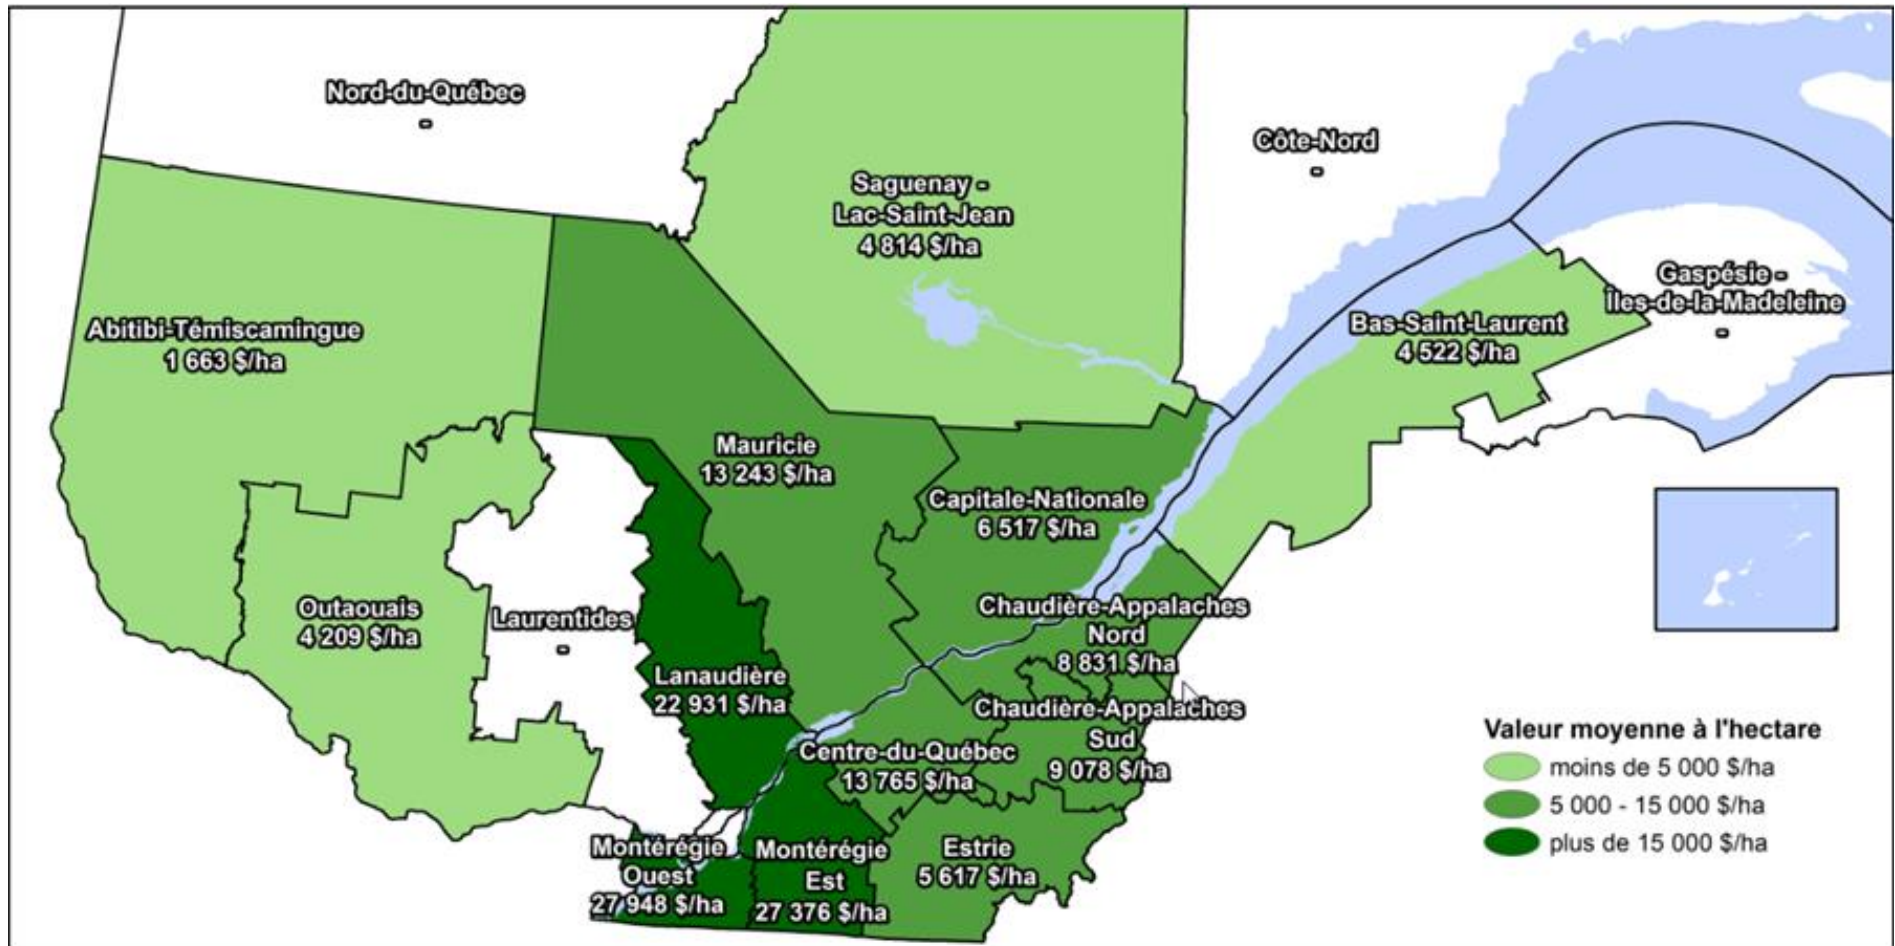 Nord-du-Québec
-
Côte-Nord
-
Saguenay -
Lac-Saint-Jean
4 814 $/ha
Gaspésie -
Îles-de-la-Madeleine
-
Abitibi-Témiscamingue
1 663 $/ha
Bas-Saint-Laurent
4 522 $/ha
Mauricie
13 243 $/ha
Capitale-Nationale
6 517 $/ha
Outaouais
4 209 $/ha
Laurentides
-
Chaudière-Appalaches
Nord
8 831 $/ha
Lanaudière
22 931 $/ha
Chaudière-Appalaches
Sud
9 078 $/ha
Centre-du-Québec
13 765 $/ha
Montérégie
Ouest
27 948 $/ha
Montérégie
Est
27 376 $/ha
Estrie
5 617 $/ha
Valeur moyenne à l'hectare
moins de 5 000 $/ha
5 000 - 15 000 $/ha
plus de 15 000 $/ha